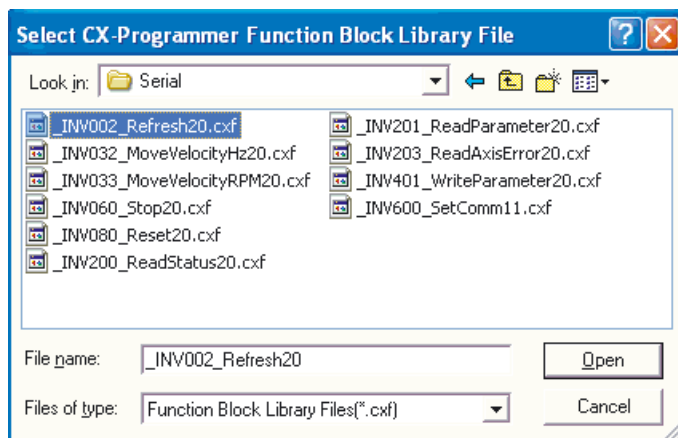 Select CX-Programmer Function Block Library File
Look in: Serial
_INV002_Refresh20.cxf
_INV032_MoveVelocityHz20.cxf
_INV033_MoveVelocityRPM20.cxf
_INV060_Stop20.cxf
_INV080_Reset20.cxf
_INV200_ReadStatus20.cxf
_INV201_ReadParameter20.cxf
_INV203_ReadAxisError20.cxf
_INV401_WriteParameter20.cxf
_INV600_SetComm11.cxf
File name: _INV002_Refresh20 Open
Files of type: Function Block Library Files(*.cxf) Cancel